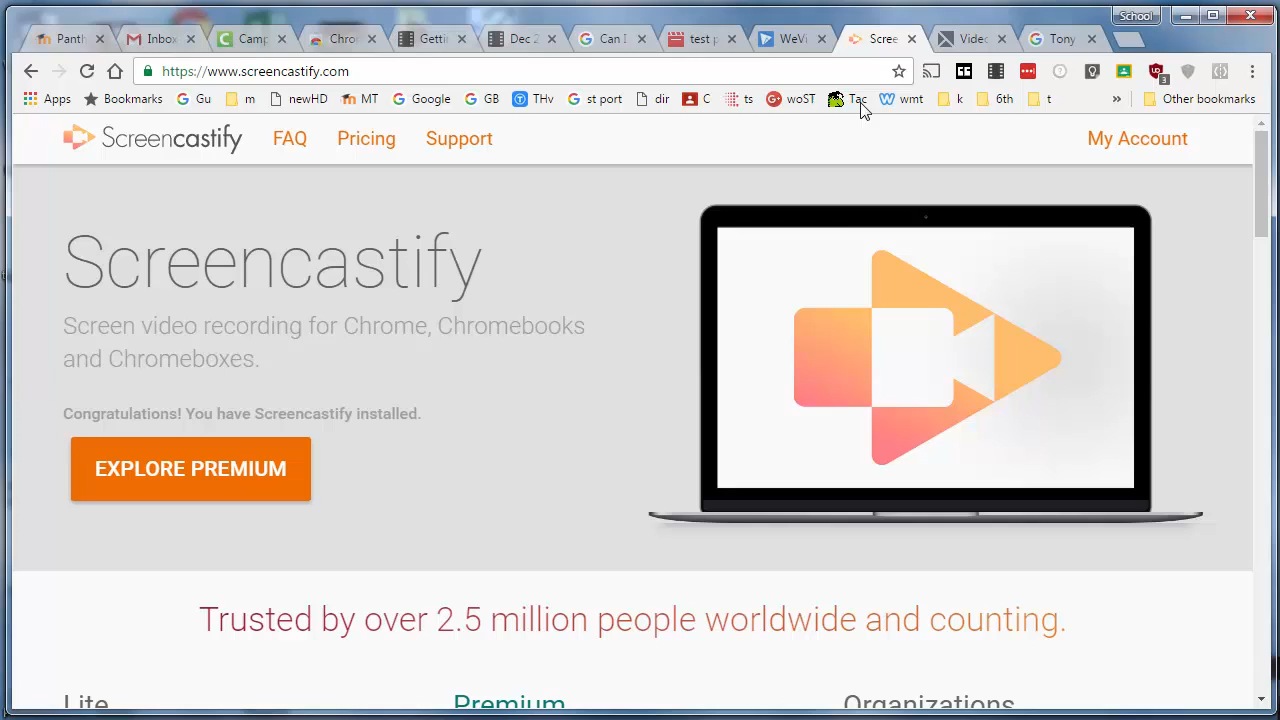 School
Panth
Inbox
Camp
Chro
Getti
Dec 2
Can I
test p
WeVi
Scree
Video
Tony
https://www.screencastify.com
3
Apps
Bookmarks
Gu
m
newHD
MT
Google
GB
THv
st port
dir
C
ts
woST
Tac
wmt
k
6th
t
»
Other bookmarks
Screencastify
FAQ
Pricing
Support
My Account
Screencastify
Screen video recording for Chrome, Chromebooks
and Chromeboxes.
Congratulations! You have Screencastify installed.
EXPLORE PREMIUM
Trusted by over 2.5 million people worldwide and counting.
Lite
Premium
Organizations